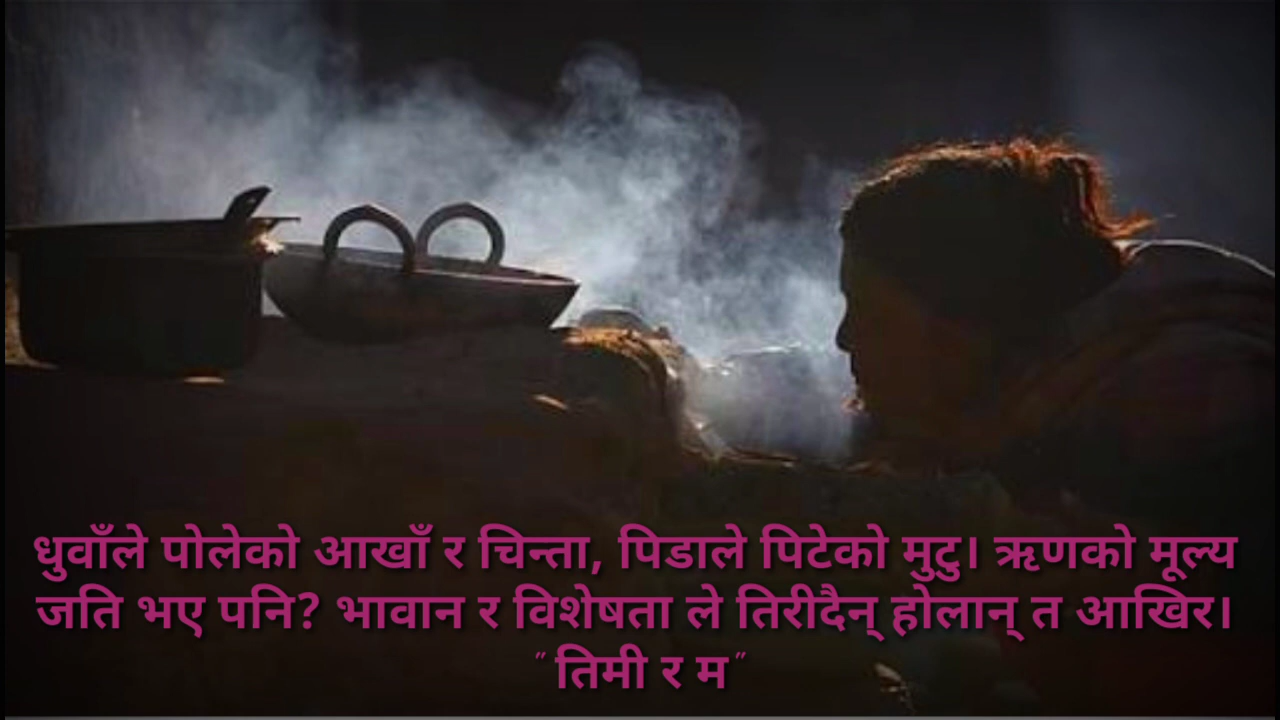 धुवाँले पोलेको आखाँ र चिन्ता, पिडाले पिटेको मुटु। ऋणको मूल्य
जति भए पनि? भावान र विशेषता ले तिरीदैन् होलान् त आखिर।
˝ तिमी र म ˝